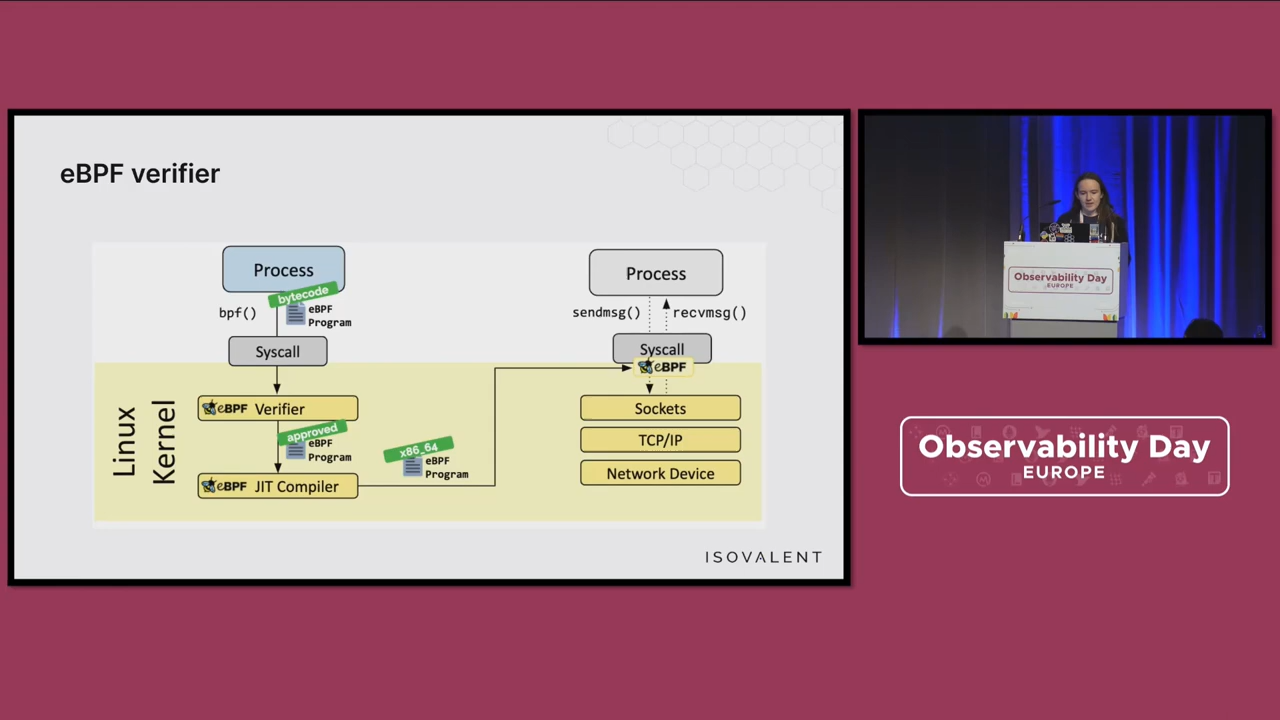 eBPF verifier
Process
bytecode
bpf()
eBPF
Program
Syscall
Linux
Kernel
eBPF Verifier
approved
eBPF
Program
eBPF JIT Compiler
x86_64
eBPF
Program
Process
sendmsg()
recvmsg()
Syscall
eBPF
Sockets
TCP/IP
Network Device
ISOVALENT
Observability Day
EUROPE
Observability Day
EUROPE